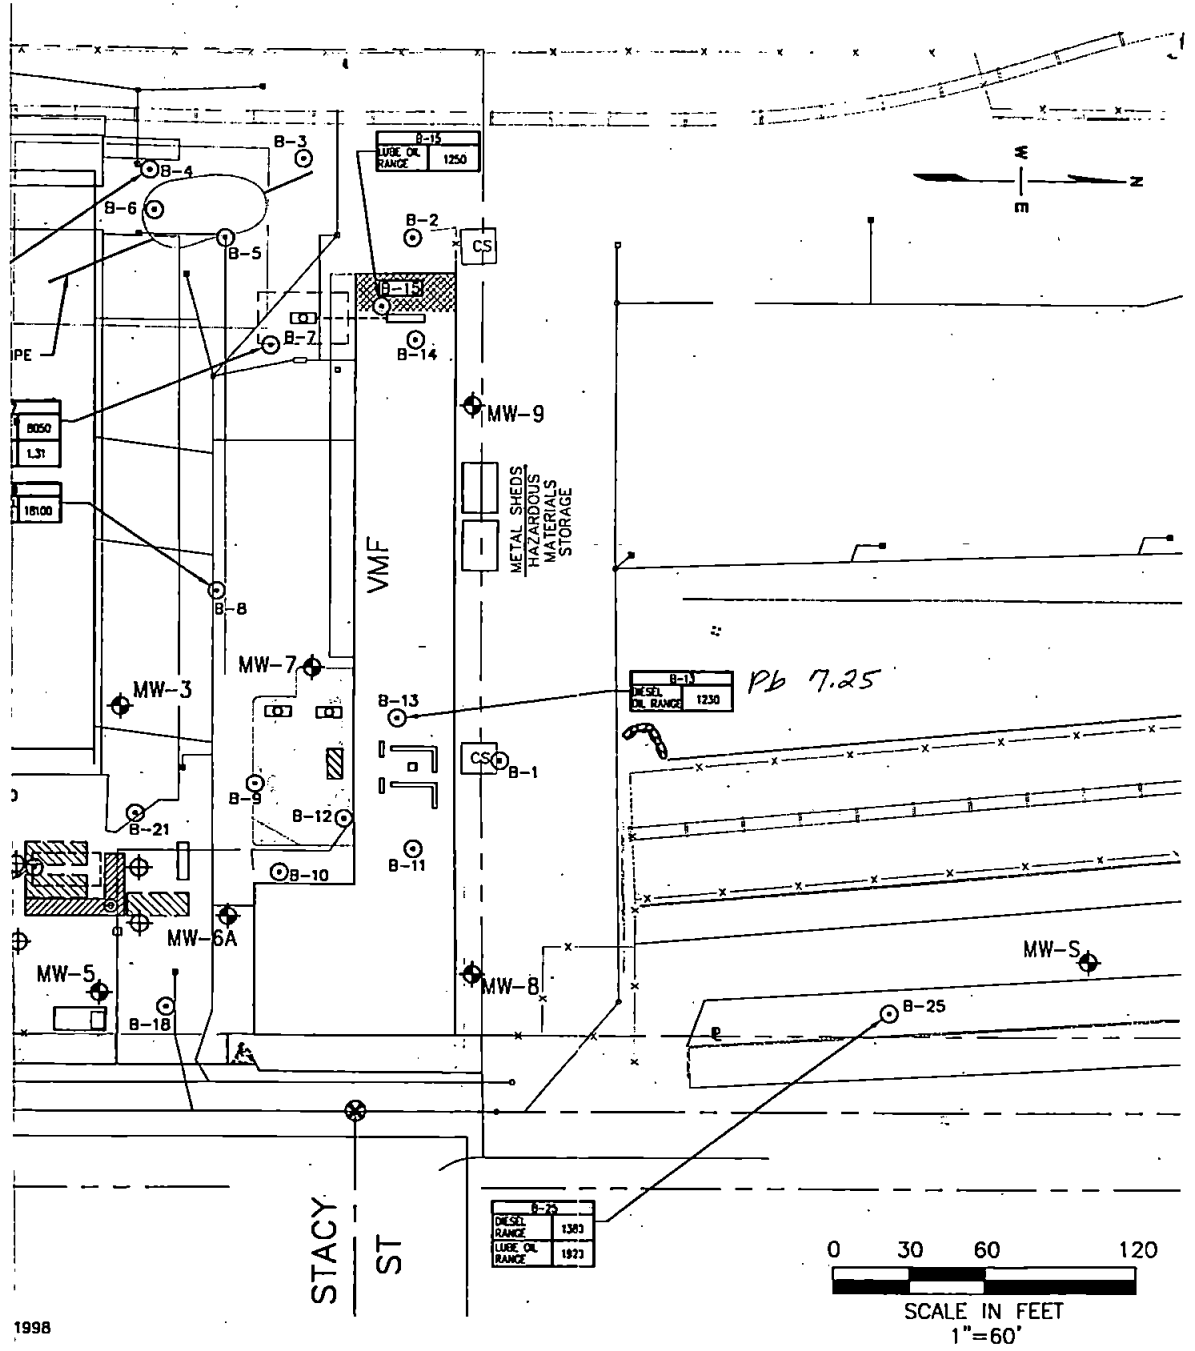 B-3
B-15
LUBE OIL
RANGE
1250
B-4
W
N
E
B-6
B-2
B-5
CS
B-15
B-7
B-14
PE
MW-9
8050
1.31
18100
METAL SHEDS
HAZARDOUS
MATERIALS
STORAGE
VMF
B-8
MW-7
MW-3
B-13
B-13
DIESEL
OIL RANGE
1230
Pb 7.25
CS
B-1
B-9
B-12
B-21
B-11
B-10
MW-6A
MW-5
MW-8
MW-S
B-18
B-25
STACY
ST
B-25
DIESEL
RANGE
1383
LUBE OIL
RANGE
0 30 60 120
SCALE IN FEET
1"=60'
1998